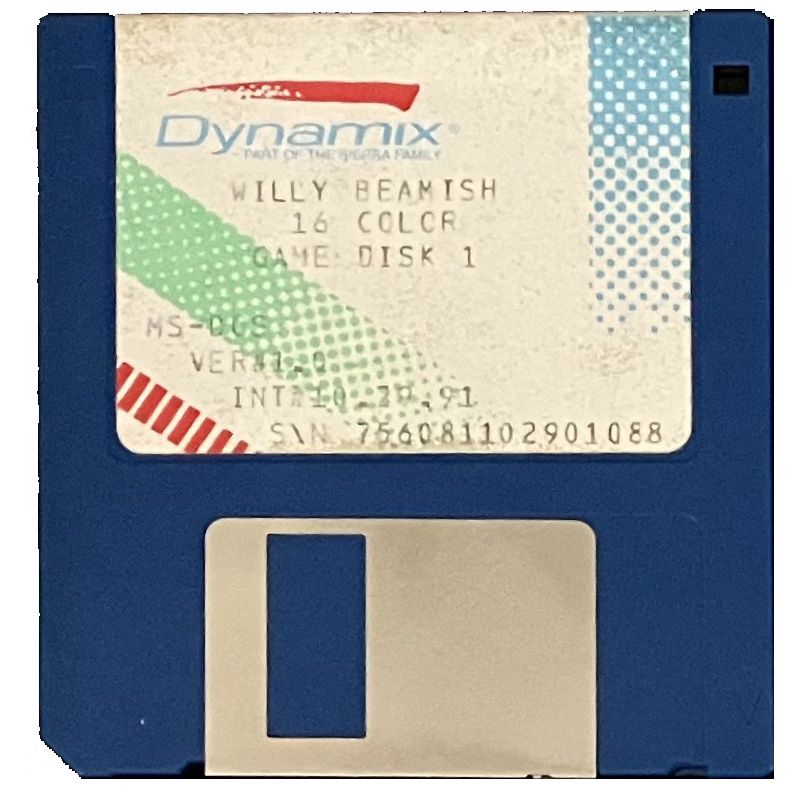 Dynamix®
PART OF THE SIERRA FAMILY
WILLY BEAMISH
16 COLOR
GAME DISK 1
MS-DOS
VER#1.0
INT#10.29.91
S\N 756081102901088